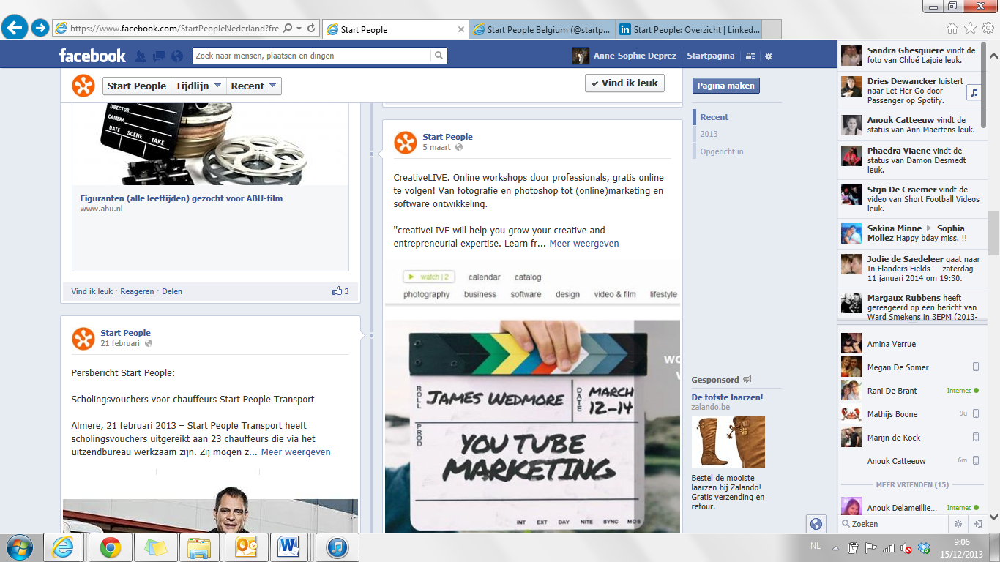 https://www.facebook.com/StartPeopleNederland?fre
Start People
Start People Belgium (@startp...
Start People: Overzicht | Linked...
facebook
Zoek naar mensen, plaatsen en dingen
Anne-Sophie Deprez
Startpagina
Start People
Tijdlijn
Recent
Vind ik leuk
Pagina maken
Recent
2013
Opgericht in
DIRECTOR
CAMERA
DATE SCENE TAKE
Figuranten (alle leeftijden) gezocht voor ABU-film
www.abu.nl
Vind ik leuk · Reageren · Delen
3
Start People
21 februari
Persbericht Start People:
Scholingsvouchers voor chauffeurs Start People Transport
Almere, 21 februari 2013 – Start People Transport heeft
scholingsvouchers uitgereikt aan 23 chauffeurs die via het
uitzendbureau werkzaam zijn. Zij mogen z... Meer weergeven
Start People
5 maart
CreativeLIVE. Online workshops door professionals, gratis online
te volgen! Van fotografie en photoshop tot (online)marketing en
software ontwikkeling.
"creativeLIVE will help you grow your creative and
entrepreneurial expertise. Learn fr... Meer weergeven
watch | 2
calendar
catalog
photography
business
software
design
video & film
lifestyle
WO
ROLL
JAMES WEDMORE
DATE
MARCH
12-14
PROD
YOUTUBE
MARKETING
INT EXT DAY NITE SYNC MOS
Gesponsord
De tofste laarzen!
zalando.be
Bestel de mooiste
laarzen bij Zalando!
Gratis verzending en
retour.
Sandra Ghesquiere vindt de
foto van Chloé Lajoie leuk.
Dries Dewancker luistert
naar Let Her Go door
Passenger op Spotify.
Anouk Catteeuw vindt de
status van Ann Maertens leuk.
Phaedra Viaene vindt de
status van Damon Desmedt
leuk.
Stijn De Craemer vindt de
video van Short Football Videos
leuk.
Sakina Minne Sophia
Mollez Happy bday miss. !!
Jodie de Saedeleer gaat naar
In Flanders Fields — zaterdag
11 januari 2014 om 19:30.
Margaux Rubbens heeft
gereageerd op een bericht van
Ward Smekens in 3EPM (2013-
Amina Verrue
Megan De Somer
Rani De Brant
Internet
Mathijs Boone
9u
Marijn de Kock
Anouk Catteeuw
6m
MEER VRIENDEN (15)
Anouk Delameillie...
Internet
Zoeken
NL
9:06
15/12/2013